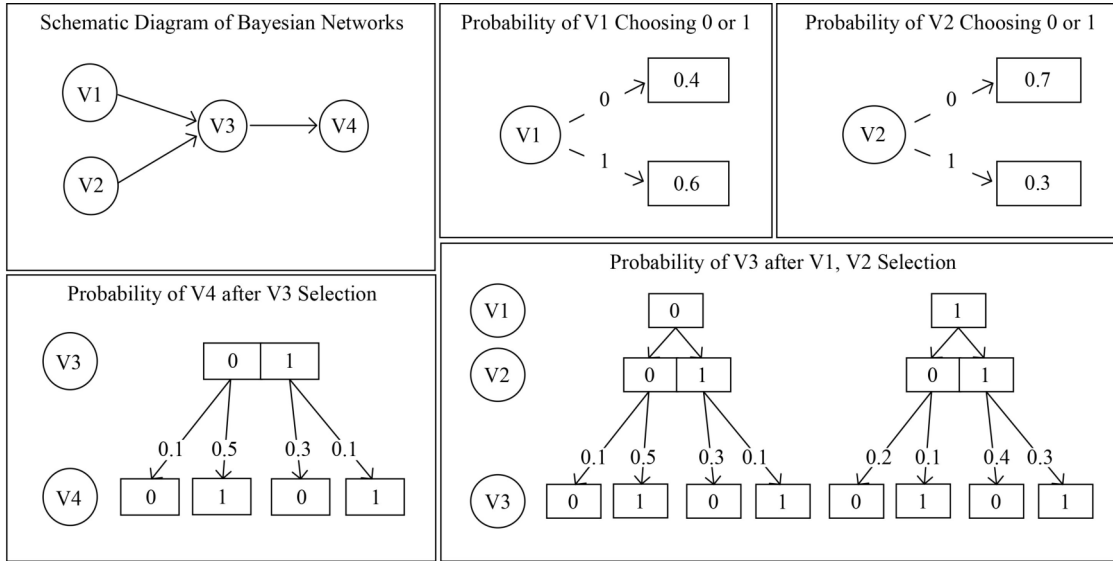 Schematic Diagram of Bayesian Networks
V1
V2
V3
V4
Probability of V1 Choosing 0 or 1
V1
0
0.4
1
0.6
Probability of V2 Choosing 0 or 1
V2
0
0.7
1
0.3
Probability of V4 after V3 Selection
V3
0 1
0.1 0.5 0.3 0.1
V4
0 1 0 1
Probability of V3 after V1, V2 Selection
V1
0 1
V2
0 1 0 1
0.1 0.5 0.3 0.1 0.2 0.1 0.4 0.3
V3
0 1 0 1 0 1 0 1